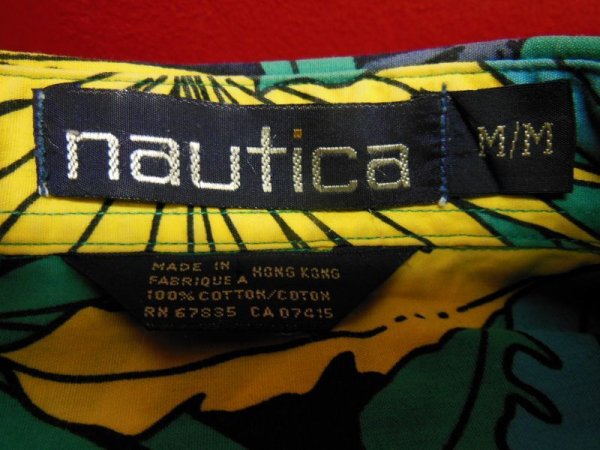 nautica
M/M
MADE IN
FABRIQUE A HONG KONG
100% COTTON/COTON
RN 67835 CA 07415